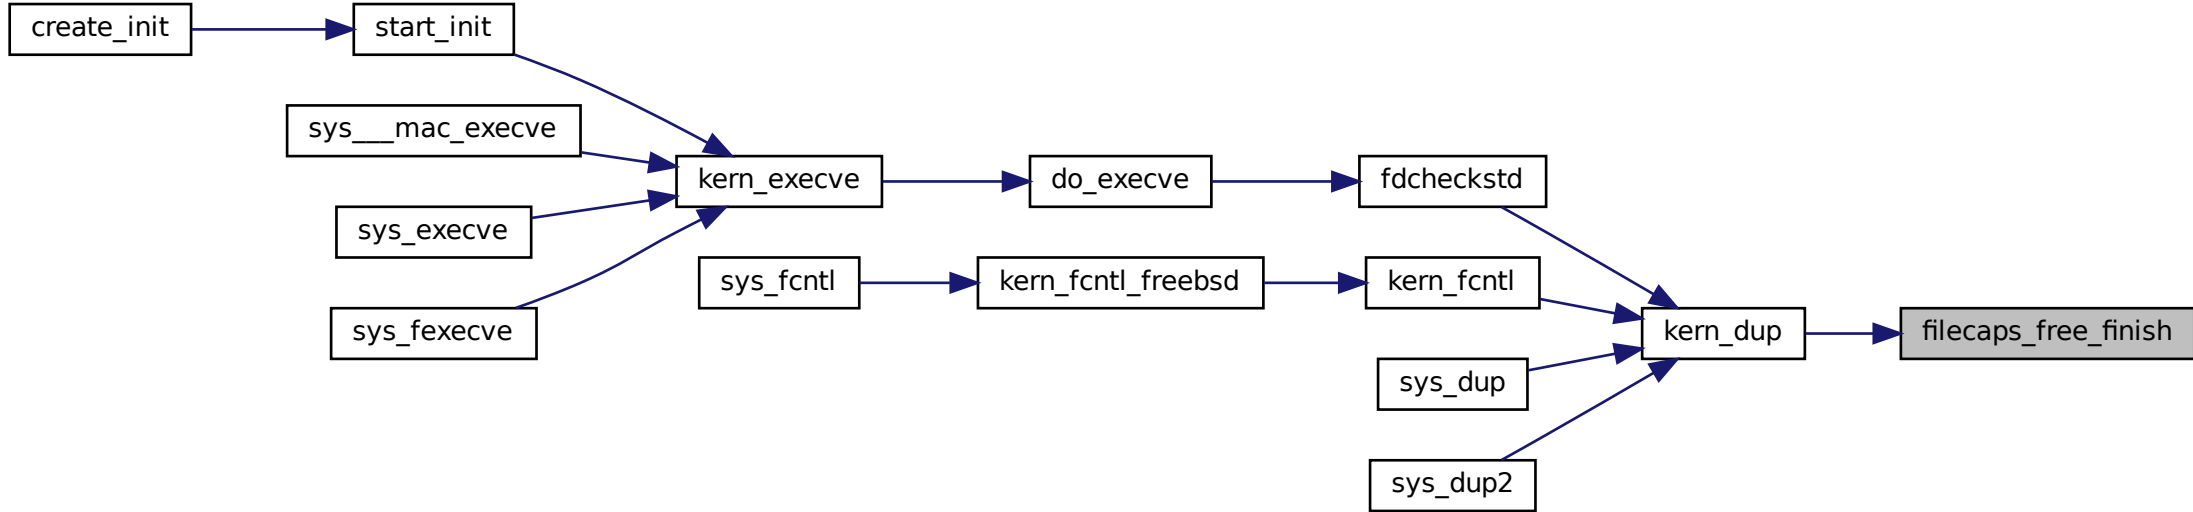 create_init
start_init
sys___mac_execve
kern_execve
do_execve
fdcheckstd
sys_execve
sys_fcntl
kern_fcntl_freebsd
kern_fcntl
sys_fexecve
kern_dup
filecaps_free_finish
sys_dup
sys_dup2